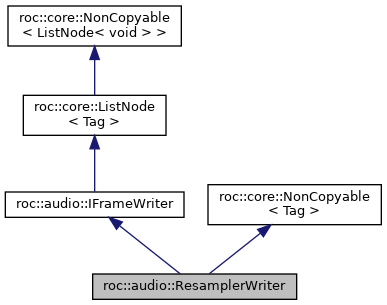 roc::core::NonCopyable
< ListNode< void > >
roc::core::ListNode
< Tag >
roc::audio::IFrameWriter
roc::core::NonCopyable
< Tag >
roc::audio::ResamplerWriter